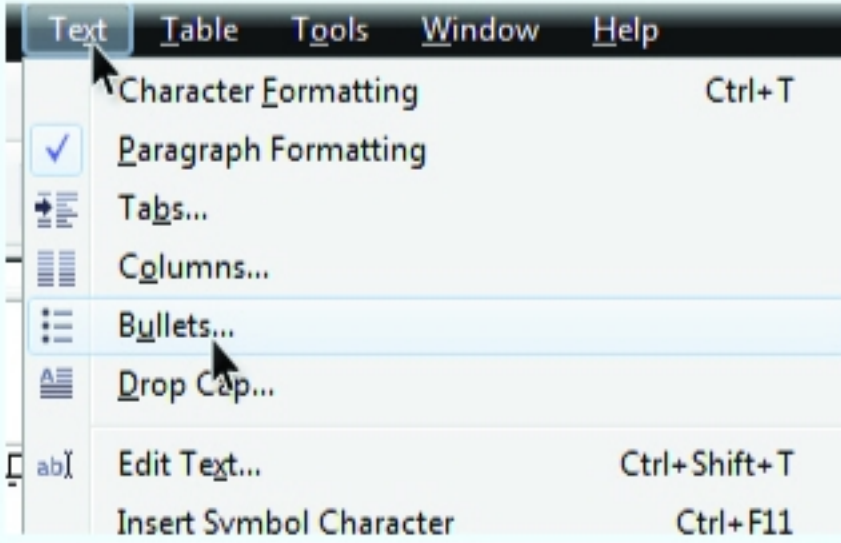 Text Table Tools Window Help
Character Formatting Ctrl+T
Paragraph Formatting
Tabs...
Columns...
Bullets...
Drop Cap...
Edit Text... Ctrl+Shift+T
Insert Symbol Character Ctrl+F11